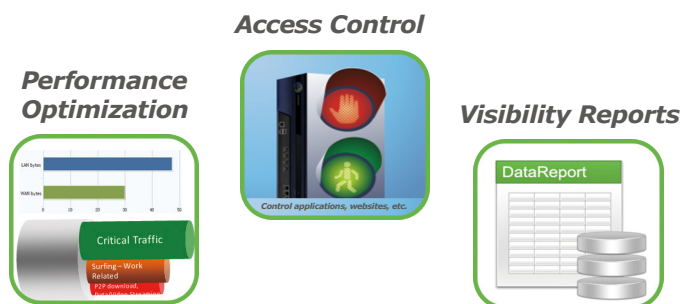 Access Control
Control applications, websites, etc.
Performance
Optimization
LAN bytes
WAN bytes
0 10 20 30 40 50
Critical Traffic
Surfing – Work
Related
P2P download,
Visibility Reports
DataReport